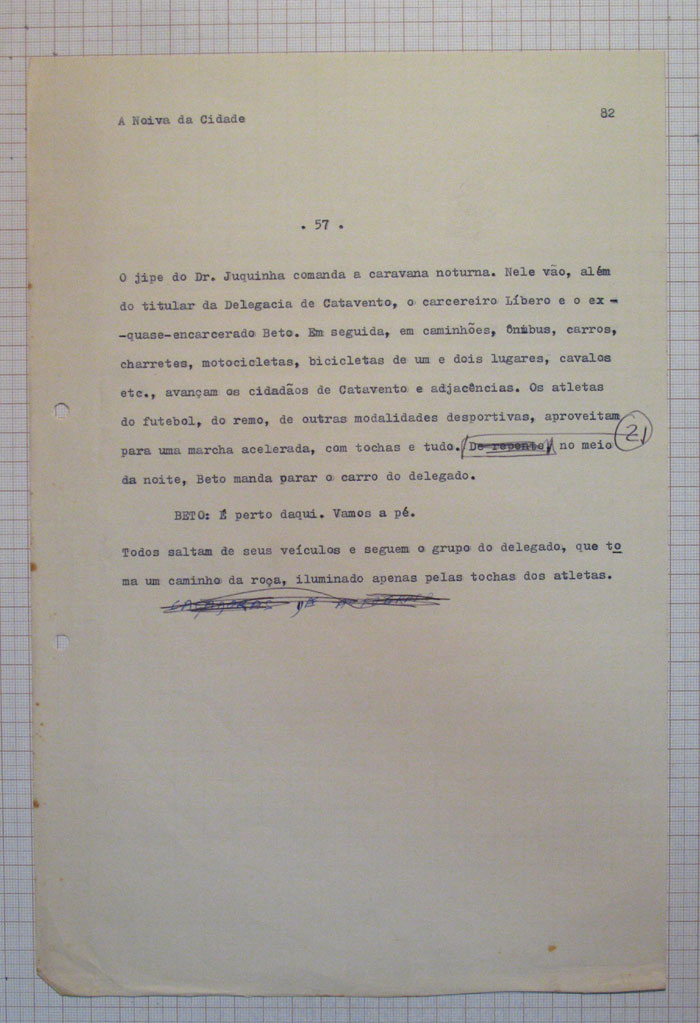 A Noiva da Cidade
82
. 57 .
O jipe do Dr. Juquinha comanda a caravana noturna. Nele vão, além
do titular da Delegacia de Catavento, o carcereiro Líbero e o ex -
-quase-encarcerado Beto. Em seguida, em caminhões, ônibus, carros,
charretes, motocicletas, bicicletas de um e dois lugares, cavalos
etc., avançam os cidadãos de Catavento e adjacências. Os atletas
do futebol, do remo, de outras modalidades desportivas, aproveitam
para uma marcha acelerada, com tochas e tudo. De repente, no meio
da noite, Beto manda parar o carro do delegado.
BETO: É perto daqui. Vamos a pé.
Todos saltam de seus veículos e seguem o grupo do delegado, que to
ma um caminho da roça, iluminado apenas pelas tochas dos atletas.